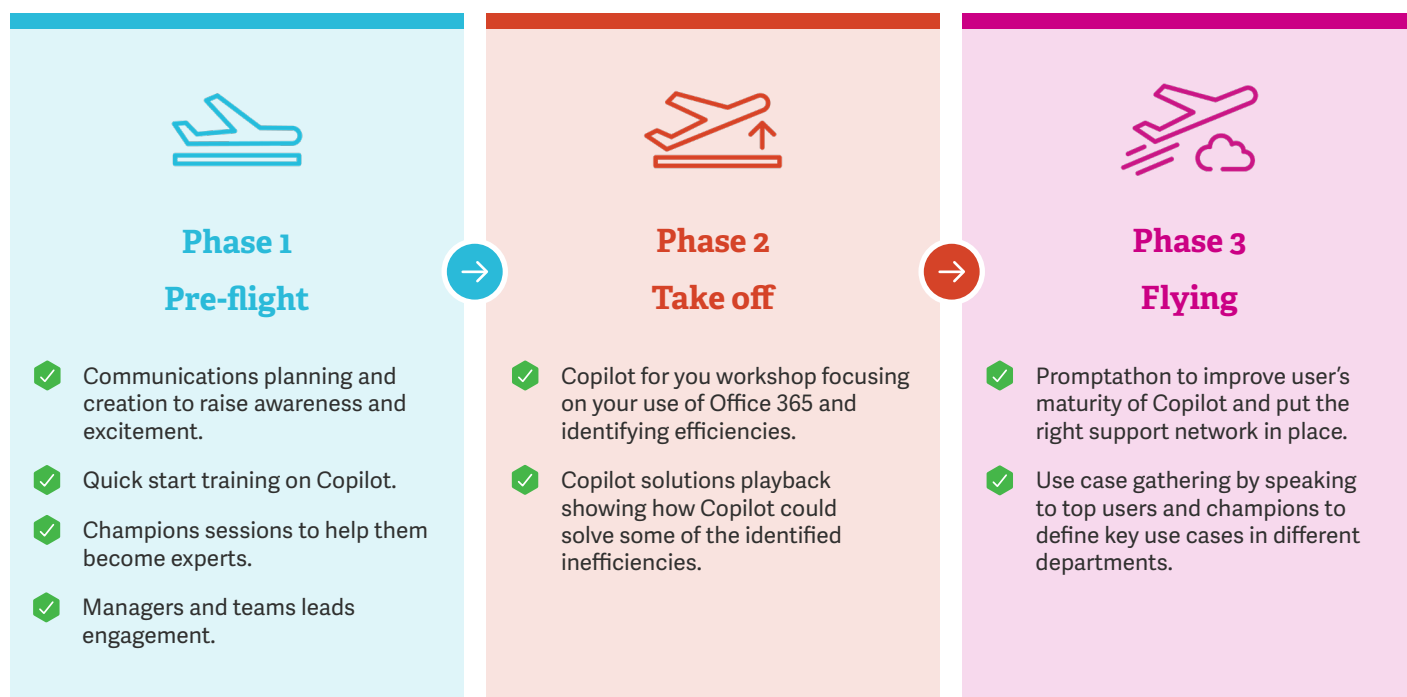 Phase 1
Pre-flight
Communications planning and
creation to raise awareness and
excitement.
Quick start training on Copilot.
Champions sessions to help them
become experts.
Managers and teams leads
engagement.
Phase 2
Take off
Copilot for you workshop focusing
on your use of Office 365 and
identifying efficiencies.
Copilot solutions playback
showing how Copilot could
solve some of the identified
inefficiencies.
Phase 3
Flying
Promptathon to improve user’s
maturity of Copilot and put the
right support network in place.
Use case gathering by speaking
to top users and champions to
define key use cases in different
departments.